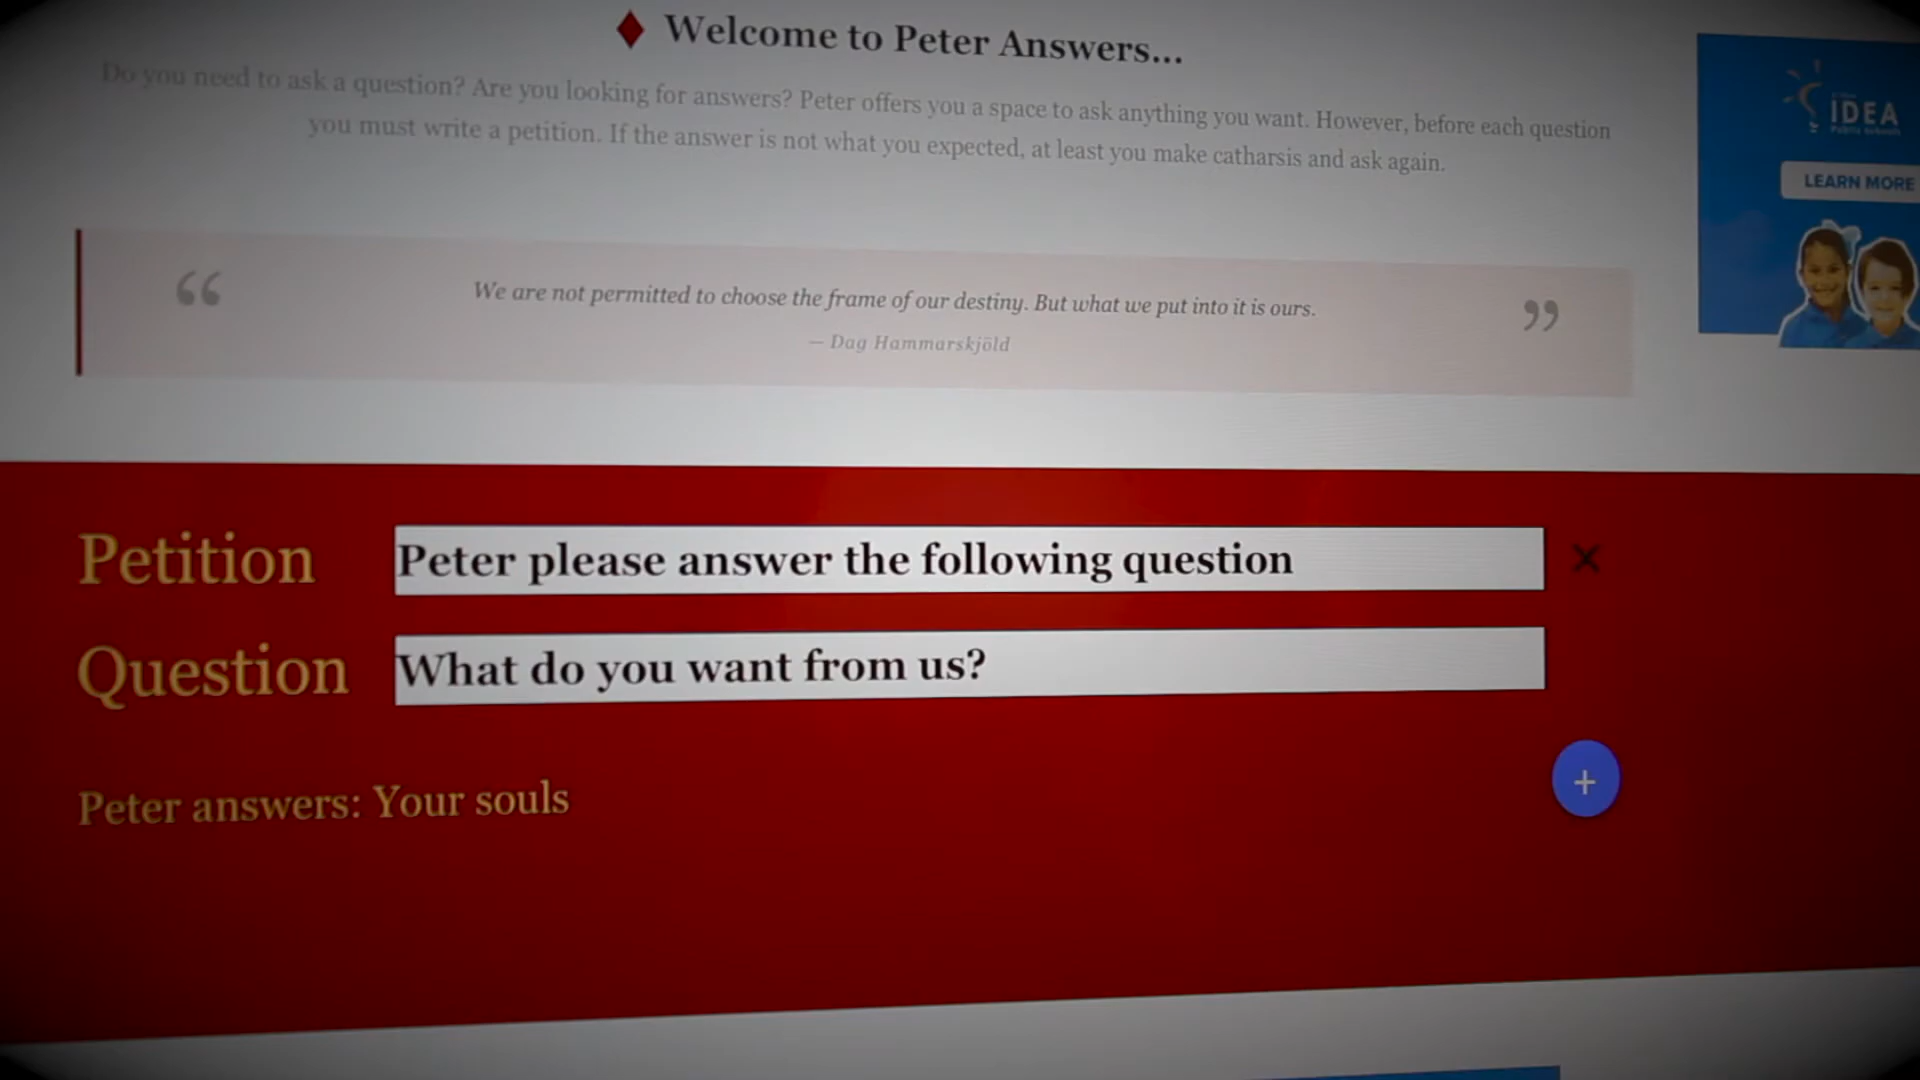 Welcome to Peter Answers...
Do you need to ask a question? Are you looking for answers? Peter offers you a space to ask anything you want. However, before each question
you must write a petition. If the answer is not what you expected, at least you make catharsis and ask again.
IDEA
Public Schools
LEARN MORE
“ We are not permitted to choose the frame of our destiny. But what we put into it is ours. ”
— Dag Hammarskjöld
Petition Peter please answer the following question ✕
Question What do you want from us?
+
Peter answers: Your souls